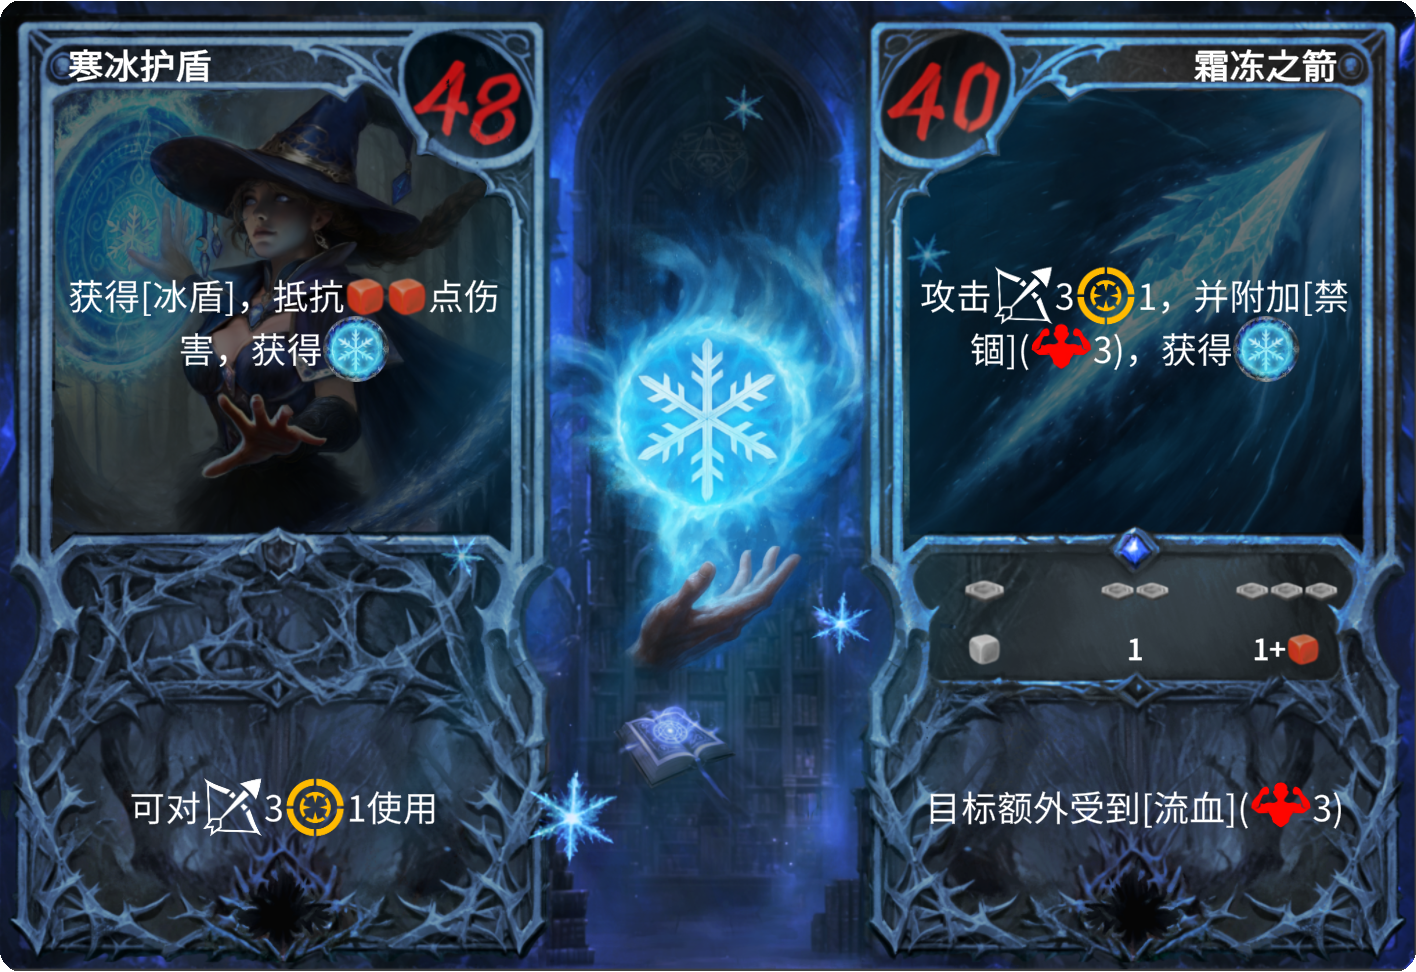 寒冰护盾
48
获得[冰盾]，抵抗点伤
害，获得
可对3 1使用
40
霜冻之箭
攻击3 1，并附加[禁
锢](3)，获得
1
1+
目标额外受到[流血](3)